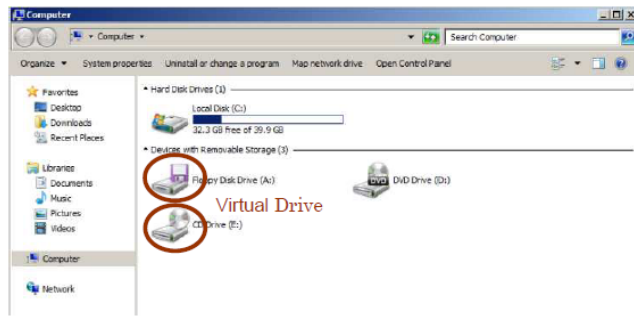 Computer
Computer
Search Computer
Organize System properties Uninstall or change a program Map network drive Open Control Panel
Favorites
Desktop
Downloads
Recent Places
Libraries
Documents
Music
Pictures
Videos
Computer
Network
Hard Disk Drives (1)
Local Disk (C:)
32.3 GB free of 39.9 GB
Devices with Removable Storage (3)
Floppy Disk Drive (A:)
DVD Drive (D:)
DVD
Virtual Drive
CD Drive (E:)